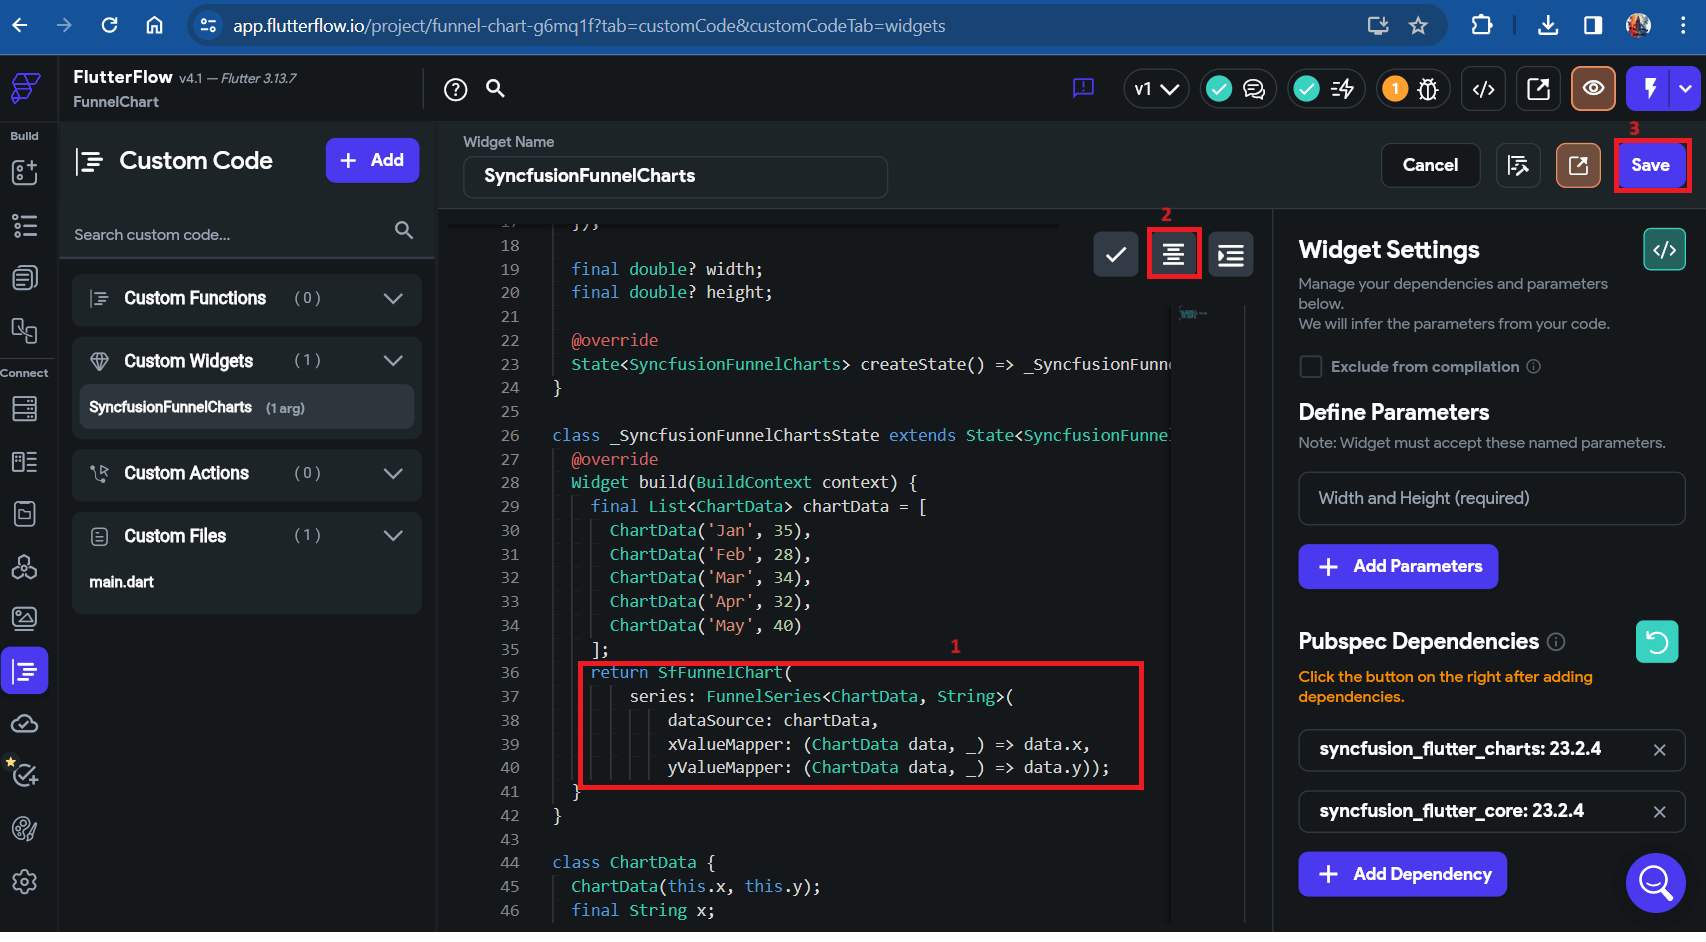 app.flutterflow.io/project/funnel-chart-g6mq1f?tab=customCode&customCodeTab=widgets
FlutterFlow v4.1 — Flutter 3.13.7
FunnelChart
v1
1
Build
Connect
Custom Code
+ Add
Search custom code...
Custom Functions ( 0 )
Custom Widgets ( 1 )
SyncfusionFunnelCharts (1 arg)
Custom Actions ( 0 )
Custom Files ( 1 )
main.dart
Widget Name
SyncfusionFunnelCharts
Cancel
3
Save
2
17 });
18
19 final double? width;
20 final double? height;
21
22 @override
23 State<SyncfusionFunnelCharts> createState() => _SyncfusionFunne
24 }
25
26 class _SyncfusionFunnelChartsState extends State<SyncfusionFunnel
27 @override
28 Widget build(BuildContext context) {
29 final List<ChartData> chartData = [
30 ChartData('Jan', 35),
31 ChartData('Feb', 28),
32 ChartData('Mar', 34),
33 ChartData('Apr', 32),
34 ChartData('May', 40)
35 ];
1
36 return SfFunnelChart(
37 series: FunnelSeries<ChartData, String>(
38 dataSource: chartData,
39 xValueMapper: (ChartData data, _) => data.x,
40 yValueMapper: (ChartData data, _) => data.y));
41 }
42 }
43
44 class ChartData {
45 ChartData(this.x, this.y);
46 final String x;
Widget Settings
Manage your dependencies and parameters
below.
We will infer the parameters from your code.
Exclude from compilation
Define Parameters
Note: Widget must accept these named parameters.
Width and Height (required)
+ Add Parameters
Pubspec Dependencies
Click the button on the right after adding
dependencies.
syncfusion_flutter_charts: 23.2.4
syncfusion_flutter_core: 23.2.4
+ Add Dependency